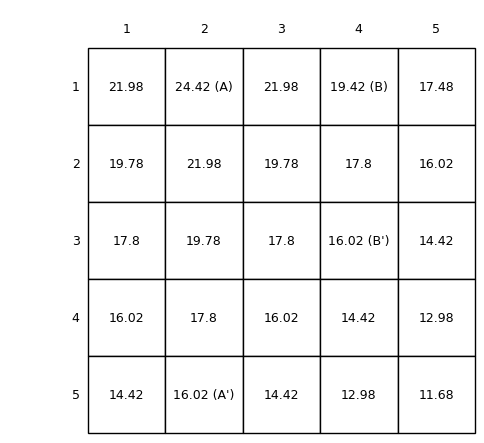 1 2 3 4 5
1 21.98 24.42 (A) 21.98 19.42 (B) 17.48
2 19.78 21.98 19.78 17.8 16.02
3 17.8 19.78 17.8 16.02 (B') 14.42
4 16.02 17.8 16.02 14.42 12.98
5 14.42 16.02 (A') 14.42 12.98 11.68